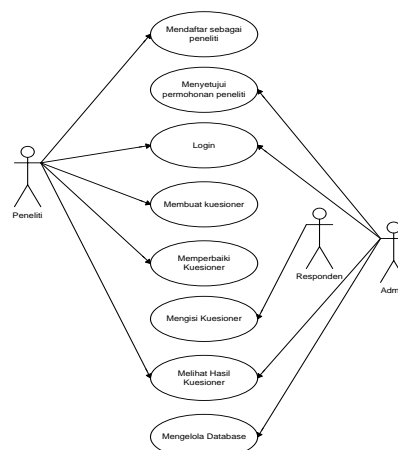 Mendaftar sebagai
peneliti
Menyetujui
permohonan peneliti
Login
Peneliti
Membuat kuesioner
Memperbaiki
Kuesioner
Responden
Adm
Mengisi Kuesioner
Melihat Hasil
Kuesioner
Mengelola Database